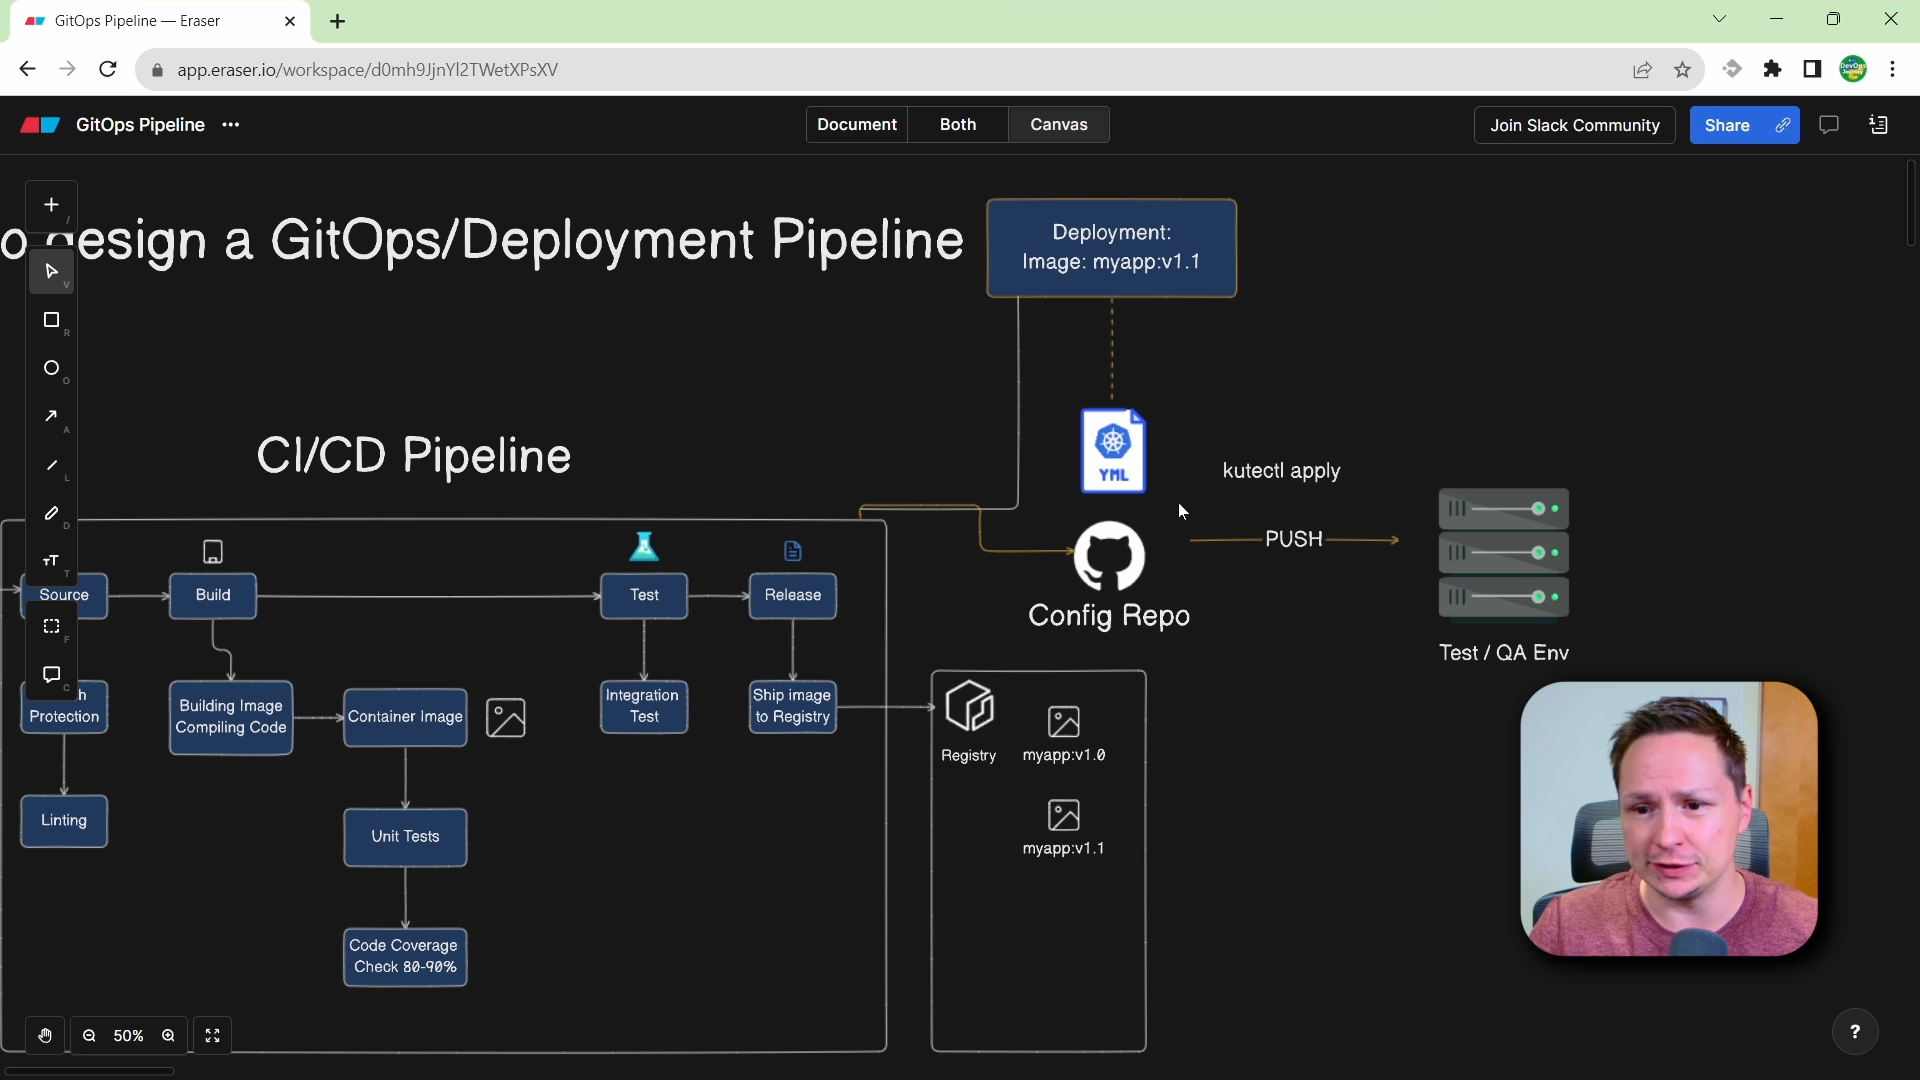 GitOps Pipeline — Eraser
app.eraser.io/workspace/d0mh9JjnYl2TWetXPsXV
DevOps Journey
GitOps Pipeline
Document
Both
Canvas
Join Slack Community
Share
o design a GitOps/Deployment Pipeline
Deployment:
Image: myapp:v1.1
/
V
R
O
A
L
D
T
F
C
CI/CD Pipeline
YML
kutectl apply
PUSH
Config Repo
Test / QA Env
Source
Build
Test
Release
h
Protection
Building Image
Compiling Code
Container Image
Integration
Test
Ship image
to Registry
Registry
myapp:v1.0
myapp:v1.1
Linting
Unit Tests
Code Coverage
Check 80-90%
50%
?